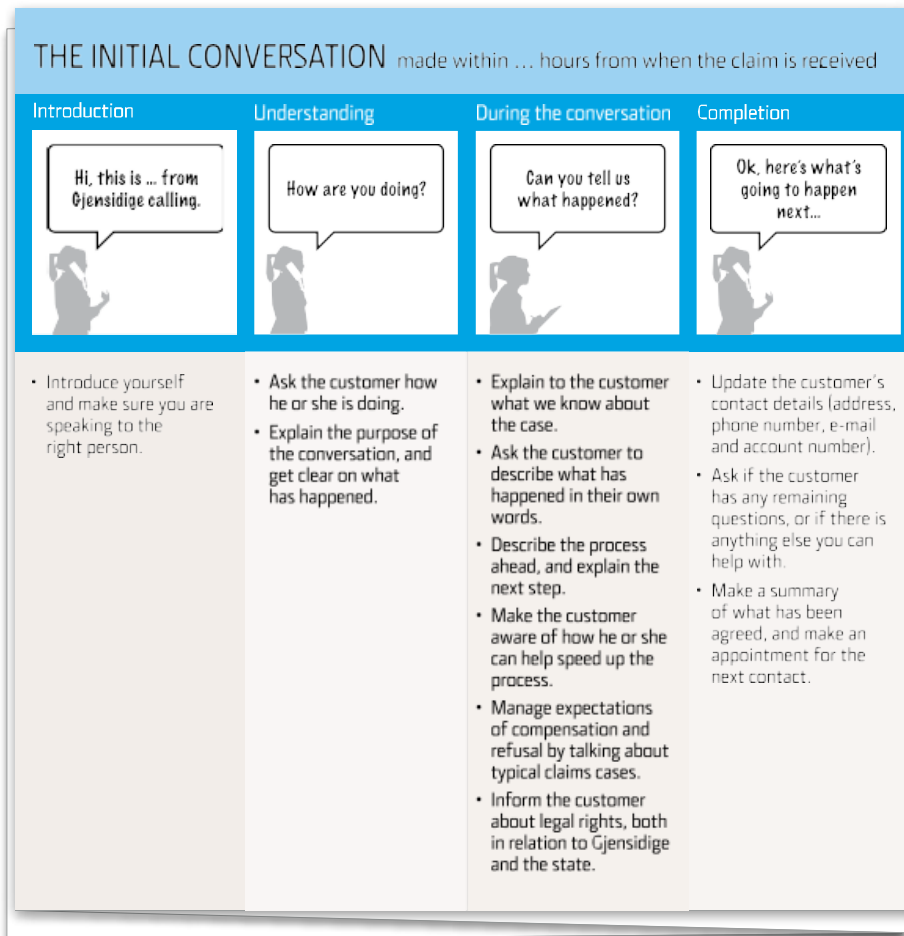 THE INITIAL CONVERSATION made within ... hours from when the claim is received
Introduction
Hi, this is ... from
Gjensidige calling.
• Introduce yourself
and make sure you are
speaking to the
right person.
Understanding
How are you doing?
• Ask the customer how
he or she is doing.
• Explain the purpose of
the conversation, and
get clear on what
has happened.
During the conversation
Can you tell us
what happened?
• Explain to the customer
what we know about
the case.
• Ask the customer to
describe what has
happened in their own
words.
• Describe the process
ahead, and explain the
next step.
• Make the customer
aware of how he or she
can help speed up the
process.
• Manage expectations
of compensation and
refusal by talking about
typical claims cases.
• Inform the customer
about legal rights, both
in relation to Gjensidige
and the state.
Completion
Ok, here's what's
going to happen
next...
• Update the customer's
contact details (address,
phone number, e-mail
and account number).
• Ask if the customer
has any remaining
questions, or if there is
anything else you can
help with.
• Make a summary
of what has been
agreed, and make an
appointment for the
next contact.